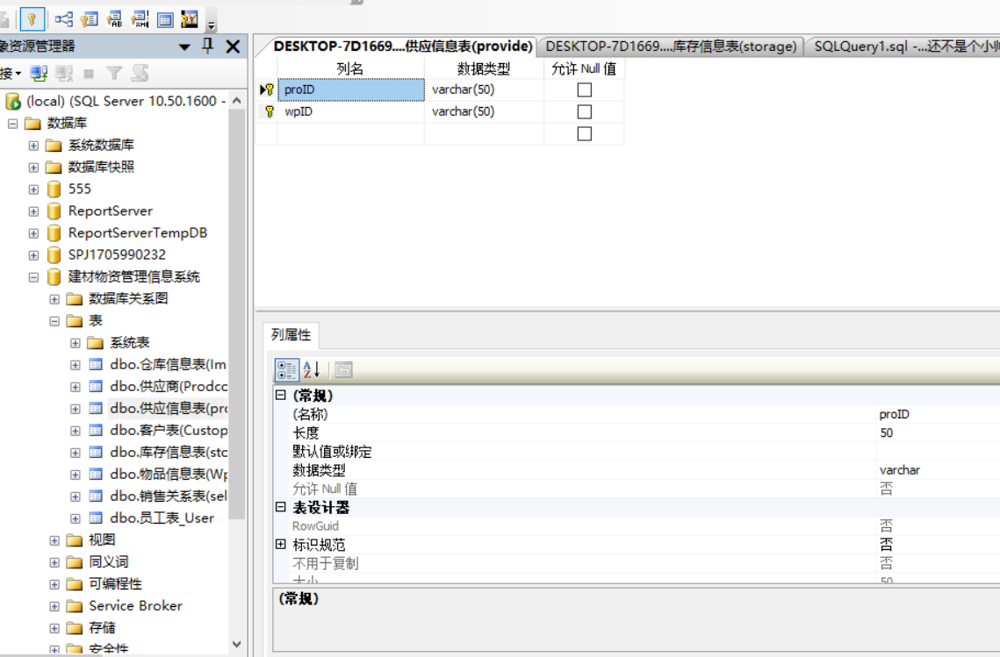 象资源管理器
接
(local) (SQL Server 10.50.1600 -
数据库
系统数据库
数据库快照
555
ReportServer
ReportServerTempDB
SPJ1705990232
建材物资管理信息系统
数据库关系图
表
系统表
dbo.仓库信息表(Im
dbo.供应商(Prodcc
dbo.供应信息表(prc
dbo.客户表(Custop
dbo.库存信息表(stc
dbo.物品信息表(Wp
dbo.销售关系表(sel
dbo.员工表_User
视图
同义词
可编程性
Service Broker
存储
安全性
DESKTOP-7D1669....供应信息表(provide)
DESKTOP-7D1669....库存信息表(storage)
SQLQuery1.sql -...还不是个小
列名 数据类型 允许 Null 值
proID varchar(50)
wpID varchar(50)
列属性
(常规)
(名称) proID
长度 50
默认值或绑定
数据类型 varchar
允许 Null 值 否
表设计器
RowGuid 否
标识规范 否
不用于复制 否
大小 50
(常规)